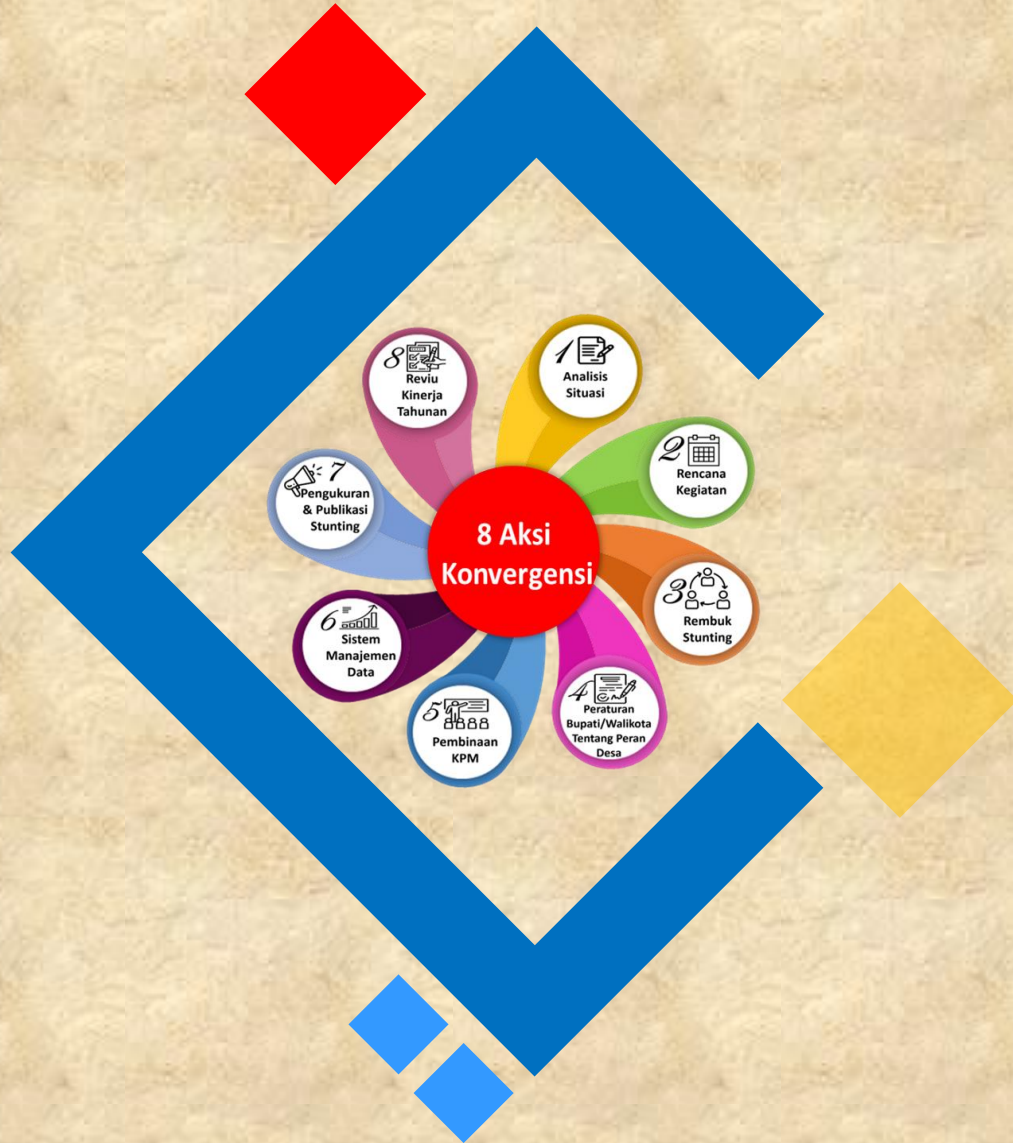 8 Aksi
Konvergensi
1
Analisis
Situasi
2
Rencana
Kegiatan
3
Rembuk
Stunting
4
Peraturan
Bupati/Walikota
Tentang Peran
Desa
5
Pembinaan
KPM
6
Sistem
Manajemen
Data
7
Pengukuran
& Publikasi
Stunting
8
Reviu
Kinerja
Tahunan